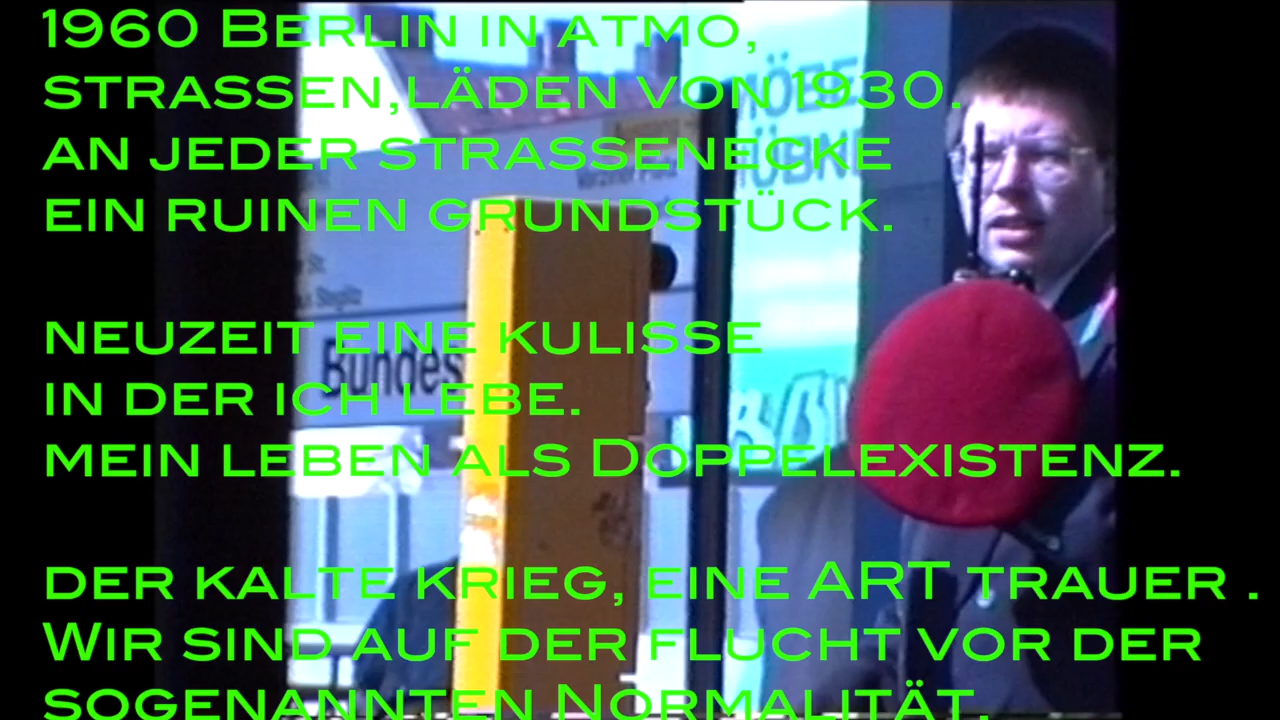 1960 Berlin in atmo,
strassen,läden von 1930.
an jeder strassenecke
ein ruinen grundstück.
neuzeit eine kulisse
in der ich lebe.
mein leben als Doppelexistenz.
der kalte krieg, eine ART trauer .
Wir sind auf der flucht vor der
sogenannten Normalität.
Bundes